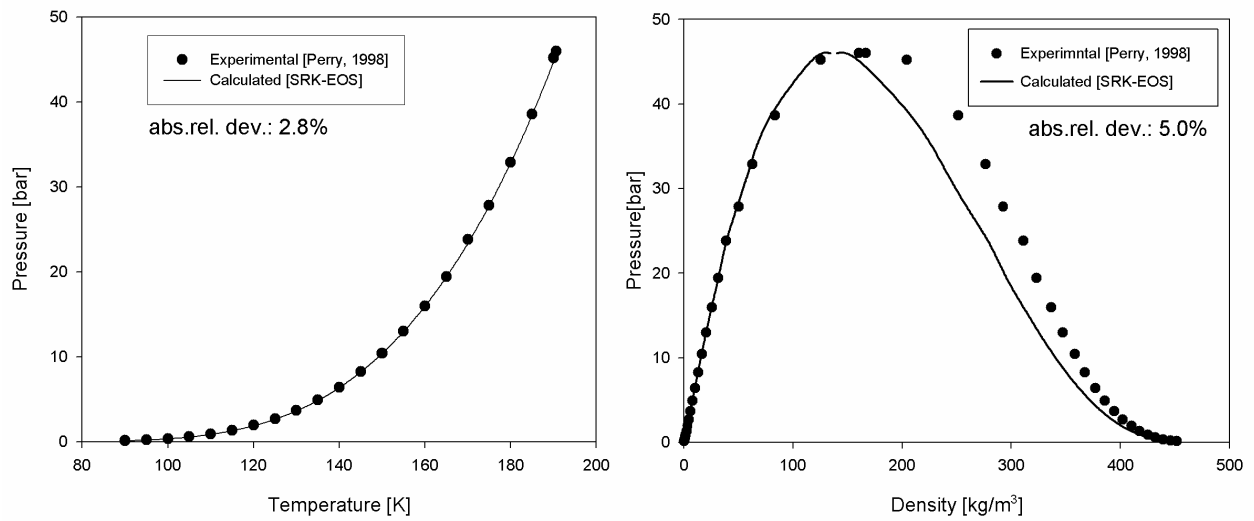 50
40
30
20
10
0
Pressure [bar]
Experimental [Perry, 1998]
Calculated [SRK-EOS]
abs.rel. dev.: 2.8%
80 100 120 140 160 180 200
Temperature [K]
50
40
30
20
10
0
Pressure[bar]
Experimntal [Perry, 1998]
Calculated [SRK-EOS]
abs.rel. dev.: 5.0%
0 100 200 300 400 500
Density [kg/m³]